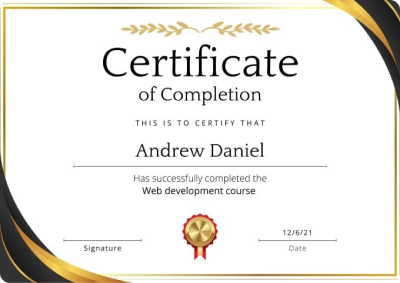 Certificate
of Completion
THIS IS TO CERTIFY THAT
Andrew Daniel
Has successfully completed the
Web development course
12/6/21
Signature
Date